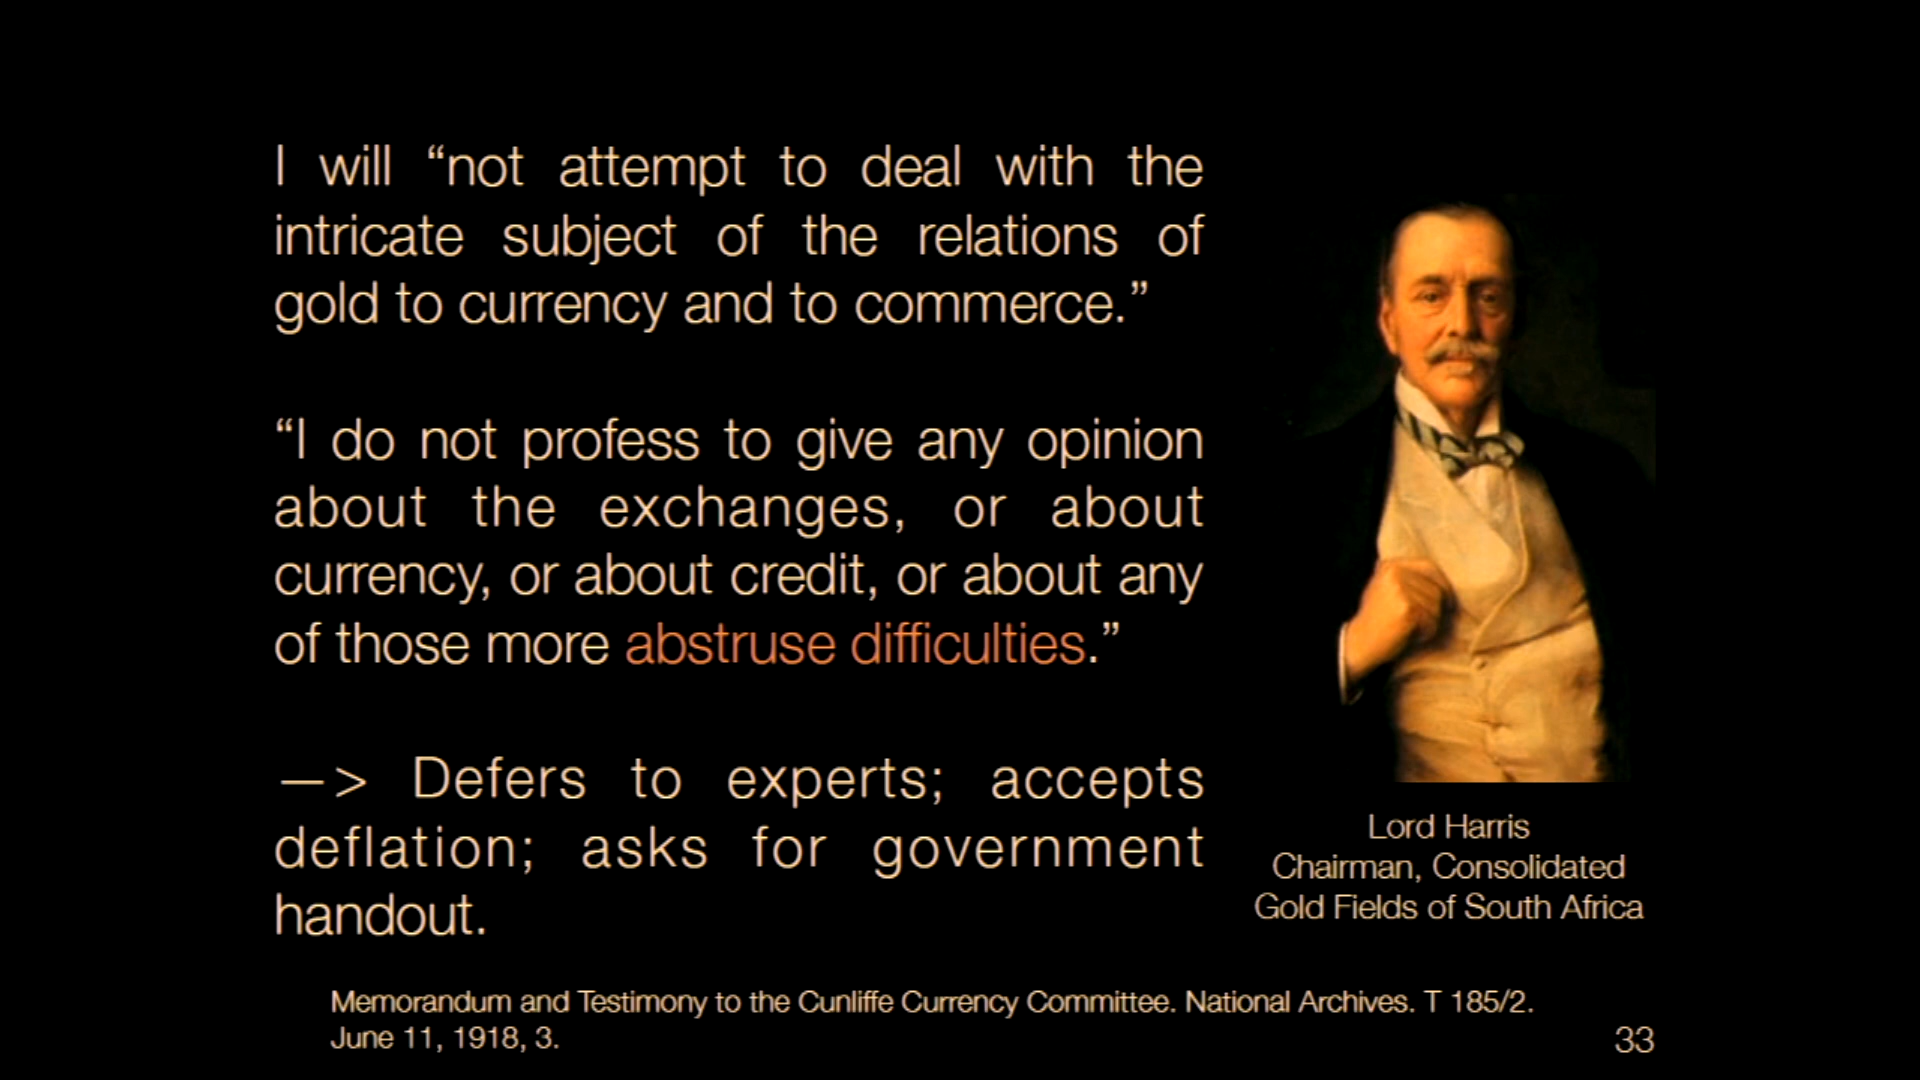 I will “not attempt to deal with the
intricate subject of the relations of
gold to currency and to commerce.”
“I do not profess to give any opinion
about the exchanges, or about
currency, or about credit, or about any
of those more abstruse difficulties.”
—> Defers to experts; accepts
deflation; asks for government
handout.
Lord Harris
Chairman, Consolidated
Gold Fields of South Africa
Memorandum and Testimony to the Cunliffe Currency Committee. National Archives. T 185/2.
June 11, 1918, 3.
33